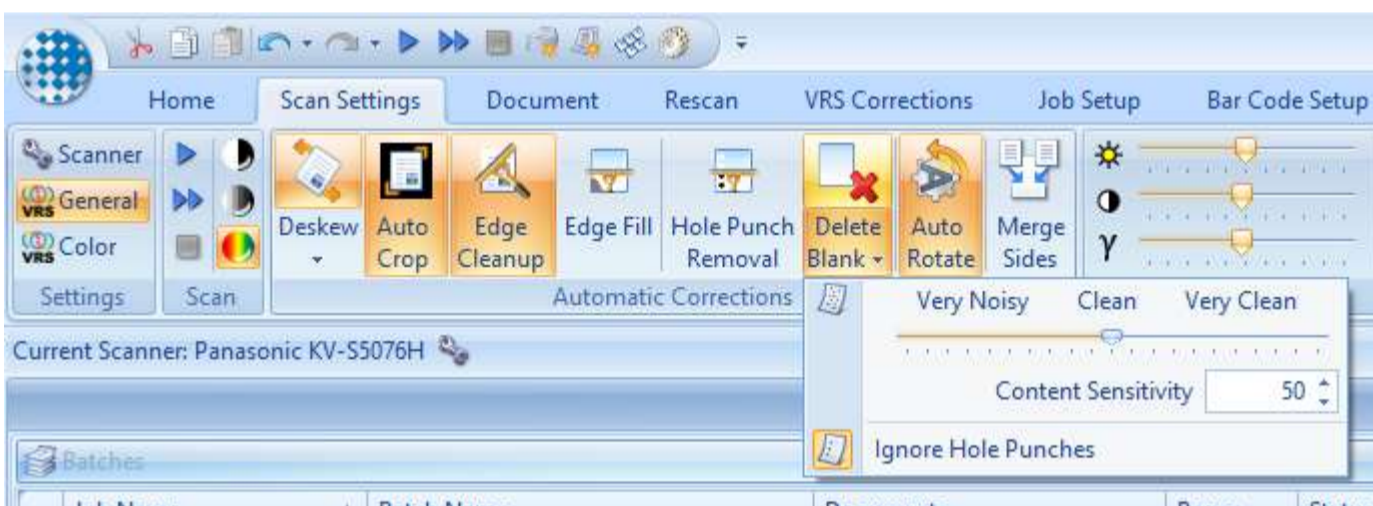 Home Scan Settings Document Rescan VRS Corrections Job Setup Bar Code Setup
Scanner
VRS General
VRS Color
Settings
Scan
Deskew
Auto Crop
Edge Cleanup
Edge Fill
Hole Punch Removal
Delete Blank
Auto Rotate
Merge Sides
γ
Automatic Corrections
Very Noisy Clean Very Clean
Content Sensitivity 50
Ignore Hole Punches
Current Scanner: Panasonic KV-S5076H
Batches